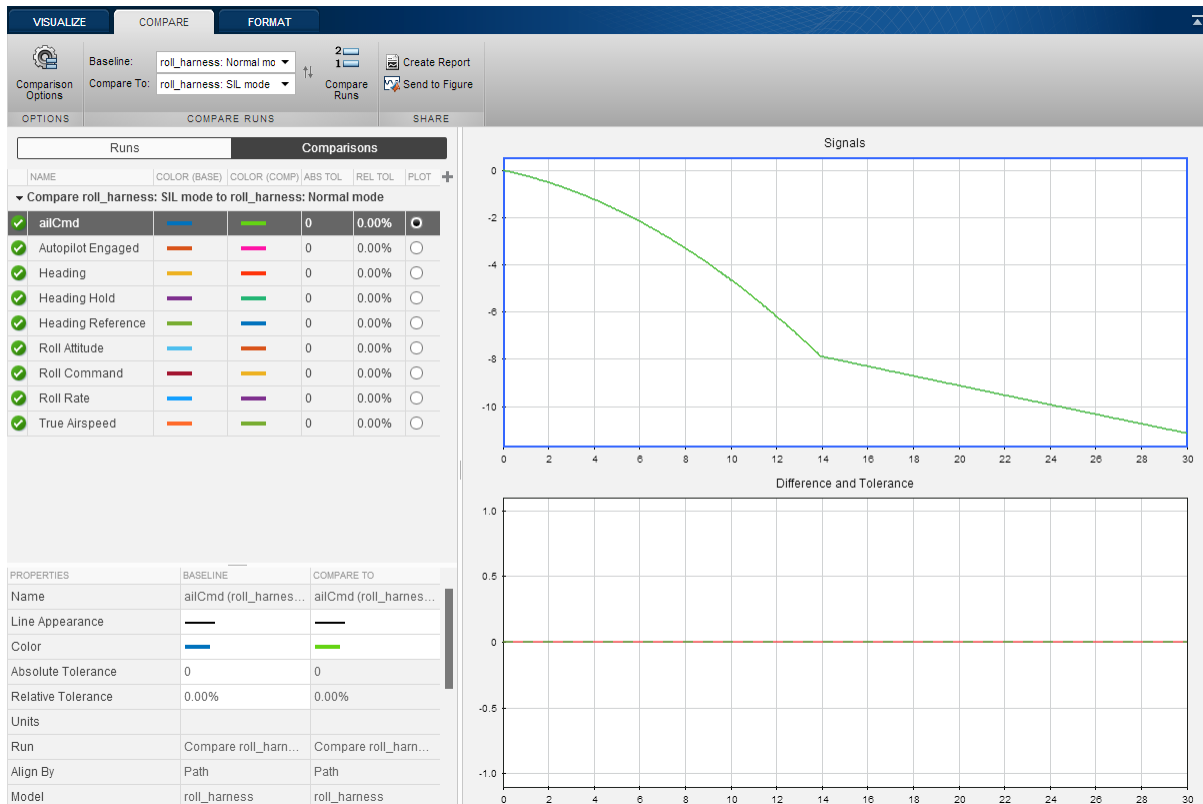 VISUALIZE COMPARE FORMAT
Comparison Options
Baseline: roll_harness: Normal mo
Compare To: roll_harness: SIL mode
2
1
Compare Runs
Create Report
Send to Figure
OPTIONS COMPARE RUNS SHARE
Runs Comparisons
NAME COLOR (BASE) COLOR (COMP) ABS TOL REL TOL PLOT
Compare roll_harness: SIL mode to roll_harness: Normal mode
ailCmd 0 0.00%
Autopilot Engaged 0 0.00%
Heading 0 0.00%
Heading Hold 0 0.00%
Heading Reference 0 0.00%
Roll Attitude 0 0.00%
Roll Command 0 0.00%
Roll Rate 0 0.00%
True Airspeed 0 0.00%
PROPERTIES BASELINE COMPARE TO
Name ailCmd (roll_harnes... ailCmd (roll_harnes...
Line Appearance
Color
Absolute Tolerance 0 0
Relative Tolerance 0.00% 0.00%
Units
Run Compare roll_harn... Compare roll_harn...
Align By Path Path
Model roll_harness roll_harness
Signals
0
-2
-4
-6
-8
-10
0 2 4 6 8 10 12 14 16 18 20 22 24 26 28 30
Difference and Tolerance
1.0
0.5
0
-0.5
-1.0
0 2 4 6 8 10 12 14 16 18 20 22 24 26 28 30